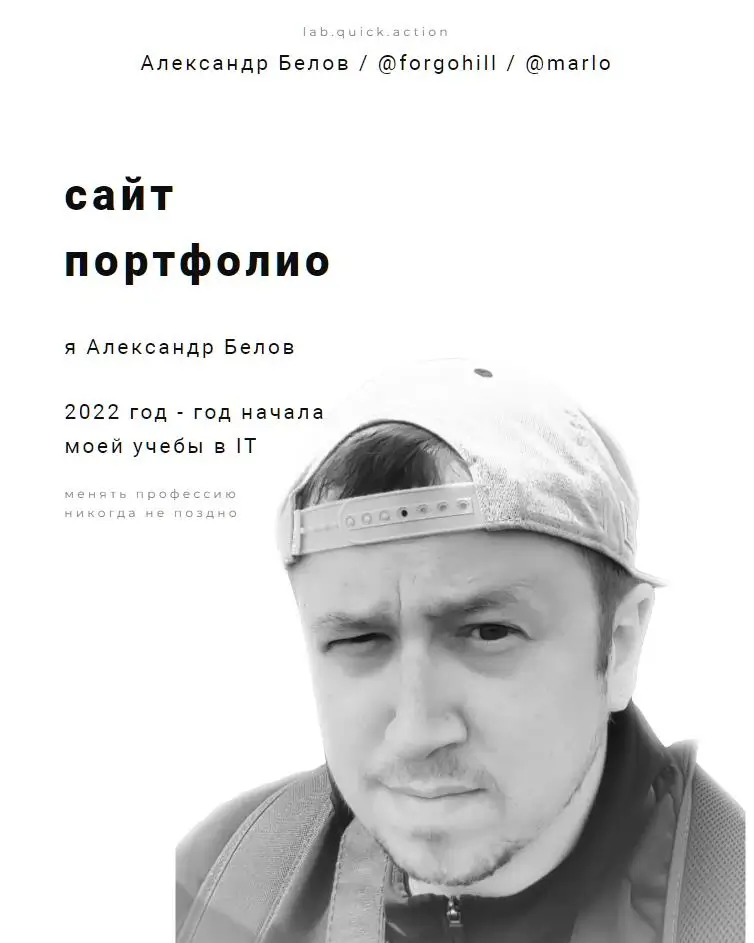 lab.quick.action
Александр Белов / @forgohill / @marlo
сайт
портфолио
я Александр Белов
2022 год - год начала
моей учебы в IT
менять профессию
никогда не поздно